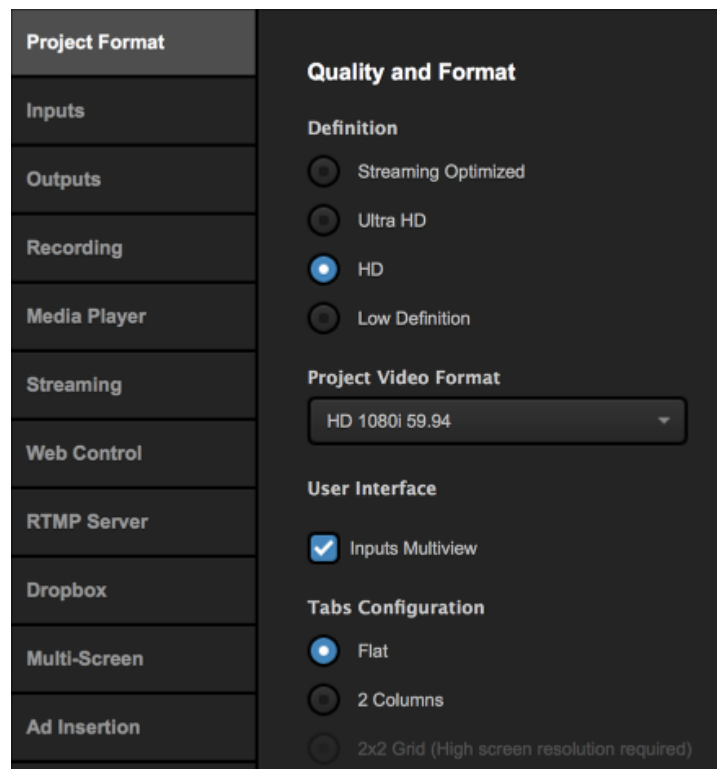 Project Format
Inputs
Outputs
Recording
Media Player
Streaming
Web Control
RTMP Server
Dropbox
Multi-Screen
Ad Insertion
Quality and Format
Definition
Streaming Optimized
Ultra HD
HD
Low Definition
Project Video Format
HD 1080i 59.94
User Interface
Inputs Multiview
Tabs Configuration
Flat
2 Columns
2x2 Grid (High screen resolution required)